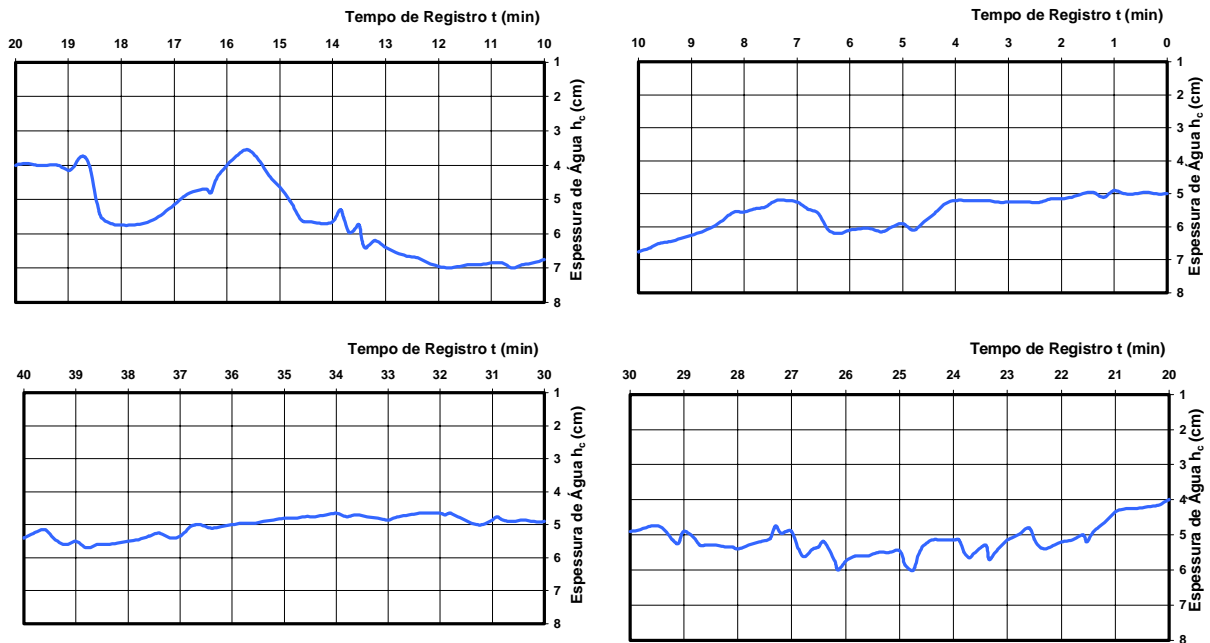 Tempo de Registro t (min)
20 19 18 17 16 15 14 13 12 11 10
1
2
3
4
5
6
7
8
Espessura de Água hc (cm)
Tempo de Registro t (min)
10 9 8 7 6 5 4 3 2 1 0
1
2
3
4
5
6
7
8
Espessura de Água hc (cm)
Tempo de Registro t (min)
40 39 38 37 36 35 34 33 32 31 30
1
2
3
4
5
6
7
8
Espessura de Água hc (cm)
Tempo de Registro t (min)
30 29 28 27 26 25 24 23 22 21 20
1
2
3
4
5
6
7
8
Espessura de Água hc (cm)